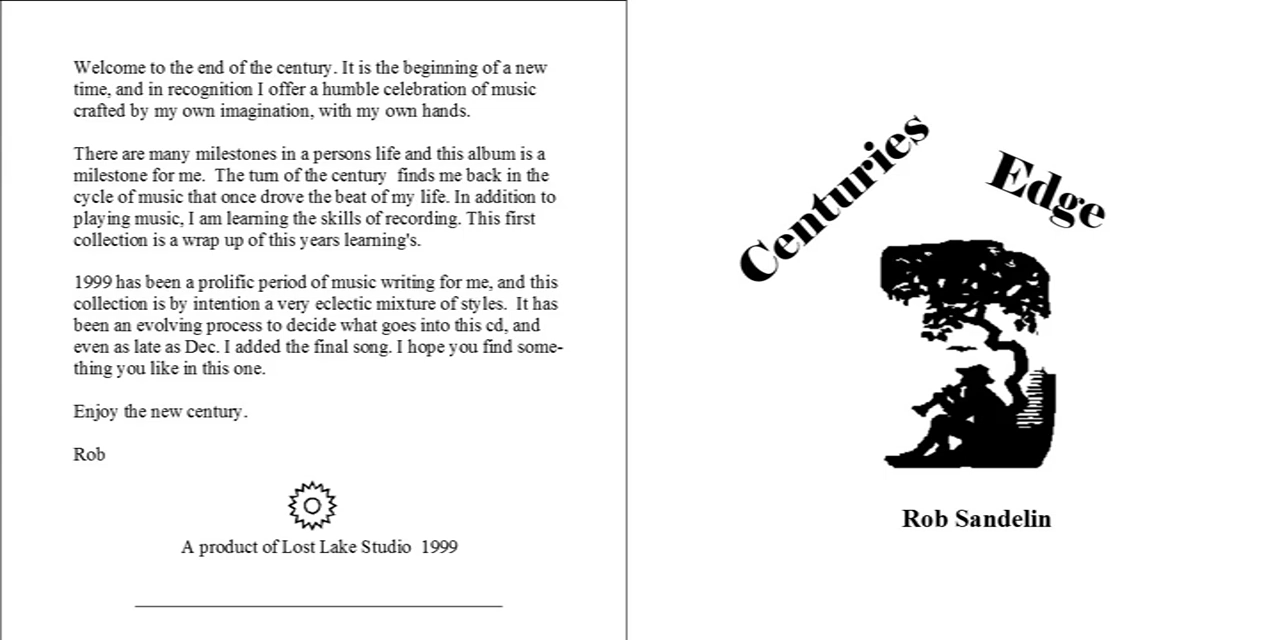 Welcome to the end of the century. It is the beginning of a new
time, and in recognition I offer a humble celebration of music
crafted by my own imagination, with my own hands.
There are many milestones in a persons life and this album is a
milestone for me.  The turn of the century  finds me back in the
cycle of music that once drove the beat of my life. In addition to
playing music, I am learning the skills of recording. This first
collection is a wrap up of this years learning's.
1999 has been a prolific period of music writing for me, and this
collection is by intention a very eclectic mixture of styles.  It has
been an evolving process to decide what goes into this cd, and
even as late as Dec. I added the final song. I hope you find some-
thing you like in this one.
Enjoy the new century.
Rob
A product of Lost Lake Studio  1999
Centuries
Edge
Rob Sandelin